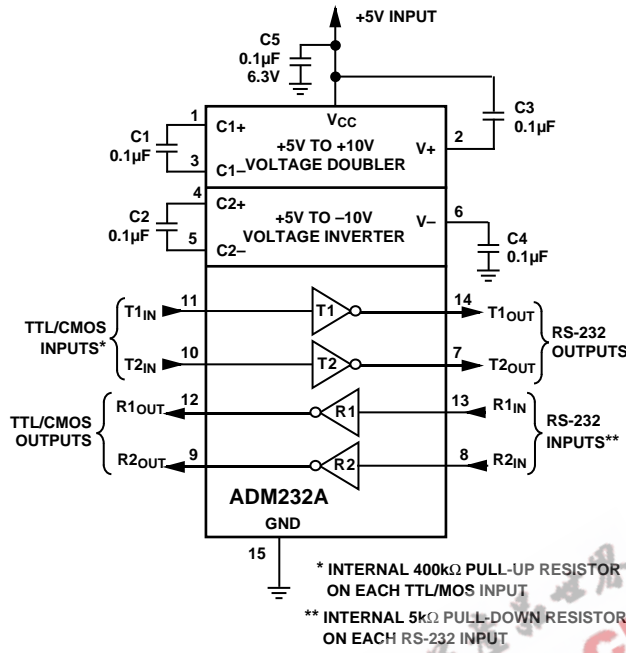 +5V INPUT
C5
0.1µF
6.3V
C3
0.1µF
VCC
1
C1+
C1
0.1µF
3
C1–
+5V TO +10V
VOLTAGE DOUBLER
V+
2
4
C2+
C2
0.1µF
5
C2–
+5V TO –10V
VOLTAGE INVERTER
V–
6
C4
0.1µF
TTL/CMOS
INPUTS*
T1IN
11
T1
14
T1OUT
T2IN
10
T2
7
T2OUT
RS-232
OUTPUTS
TTL/CMOS
OUTPUTS
R1OUT
12
R1
13
R1IN
R2OUT
9
R2
8
R2IN
RS-232
INPUTS**
ADM232A
GND
15
* INTERNAL 400kΩ PULL-UP RESISTOR
ON EACH TTL/MOS INPUT
** INTERNAL 5kΩ PULL-DOWN RESISTOR
ON EACH RS-232 INPUT